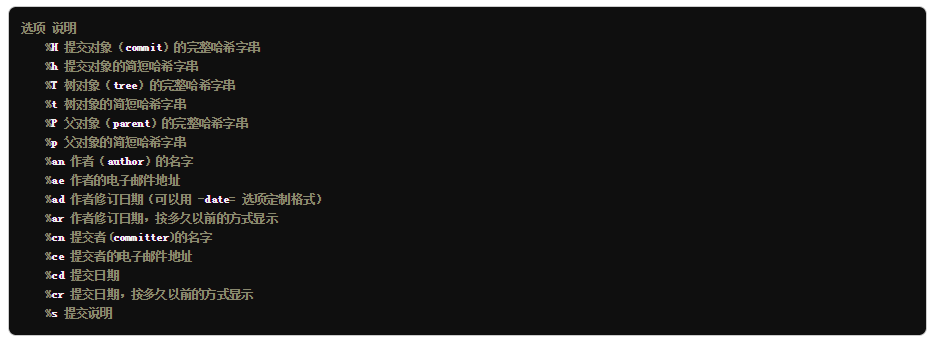 选项 说明
%H 提交对象（commit）的完整哈希字串
%h 提交对象的简短哈希字串
%T 树对象（tree）的完整哈希字串
%t 树对象的简短哈希字串
%P 父对象（parent）的完整哈希字串
%p 父对象的简短哈希字串
%an 作者（author）的名字
%ae 作者的电子邮件地址
%ad 作者修订日期（可以用 -date= 选项定制格式）
%ar 作者修订日期，按多久以前的方式显示
%cn 提交者(committer)的名字
%ce 提交者的电子邮件地址
%cd 提交日期
%cr 提交日期，按多久以前的方式显示
%s 提交说明